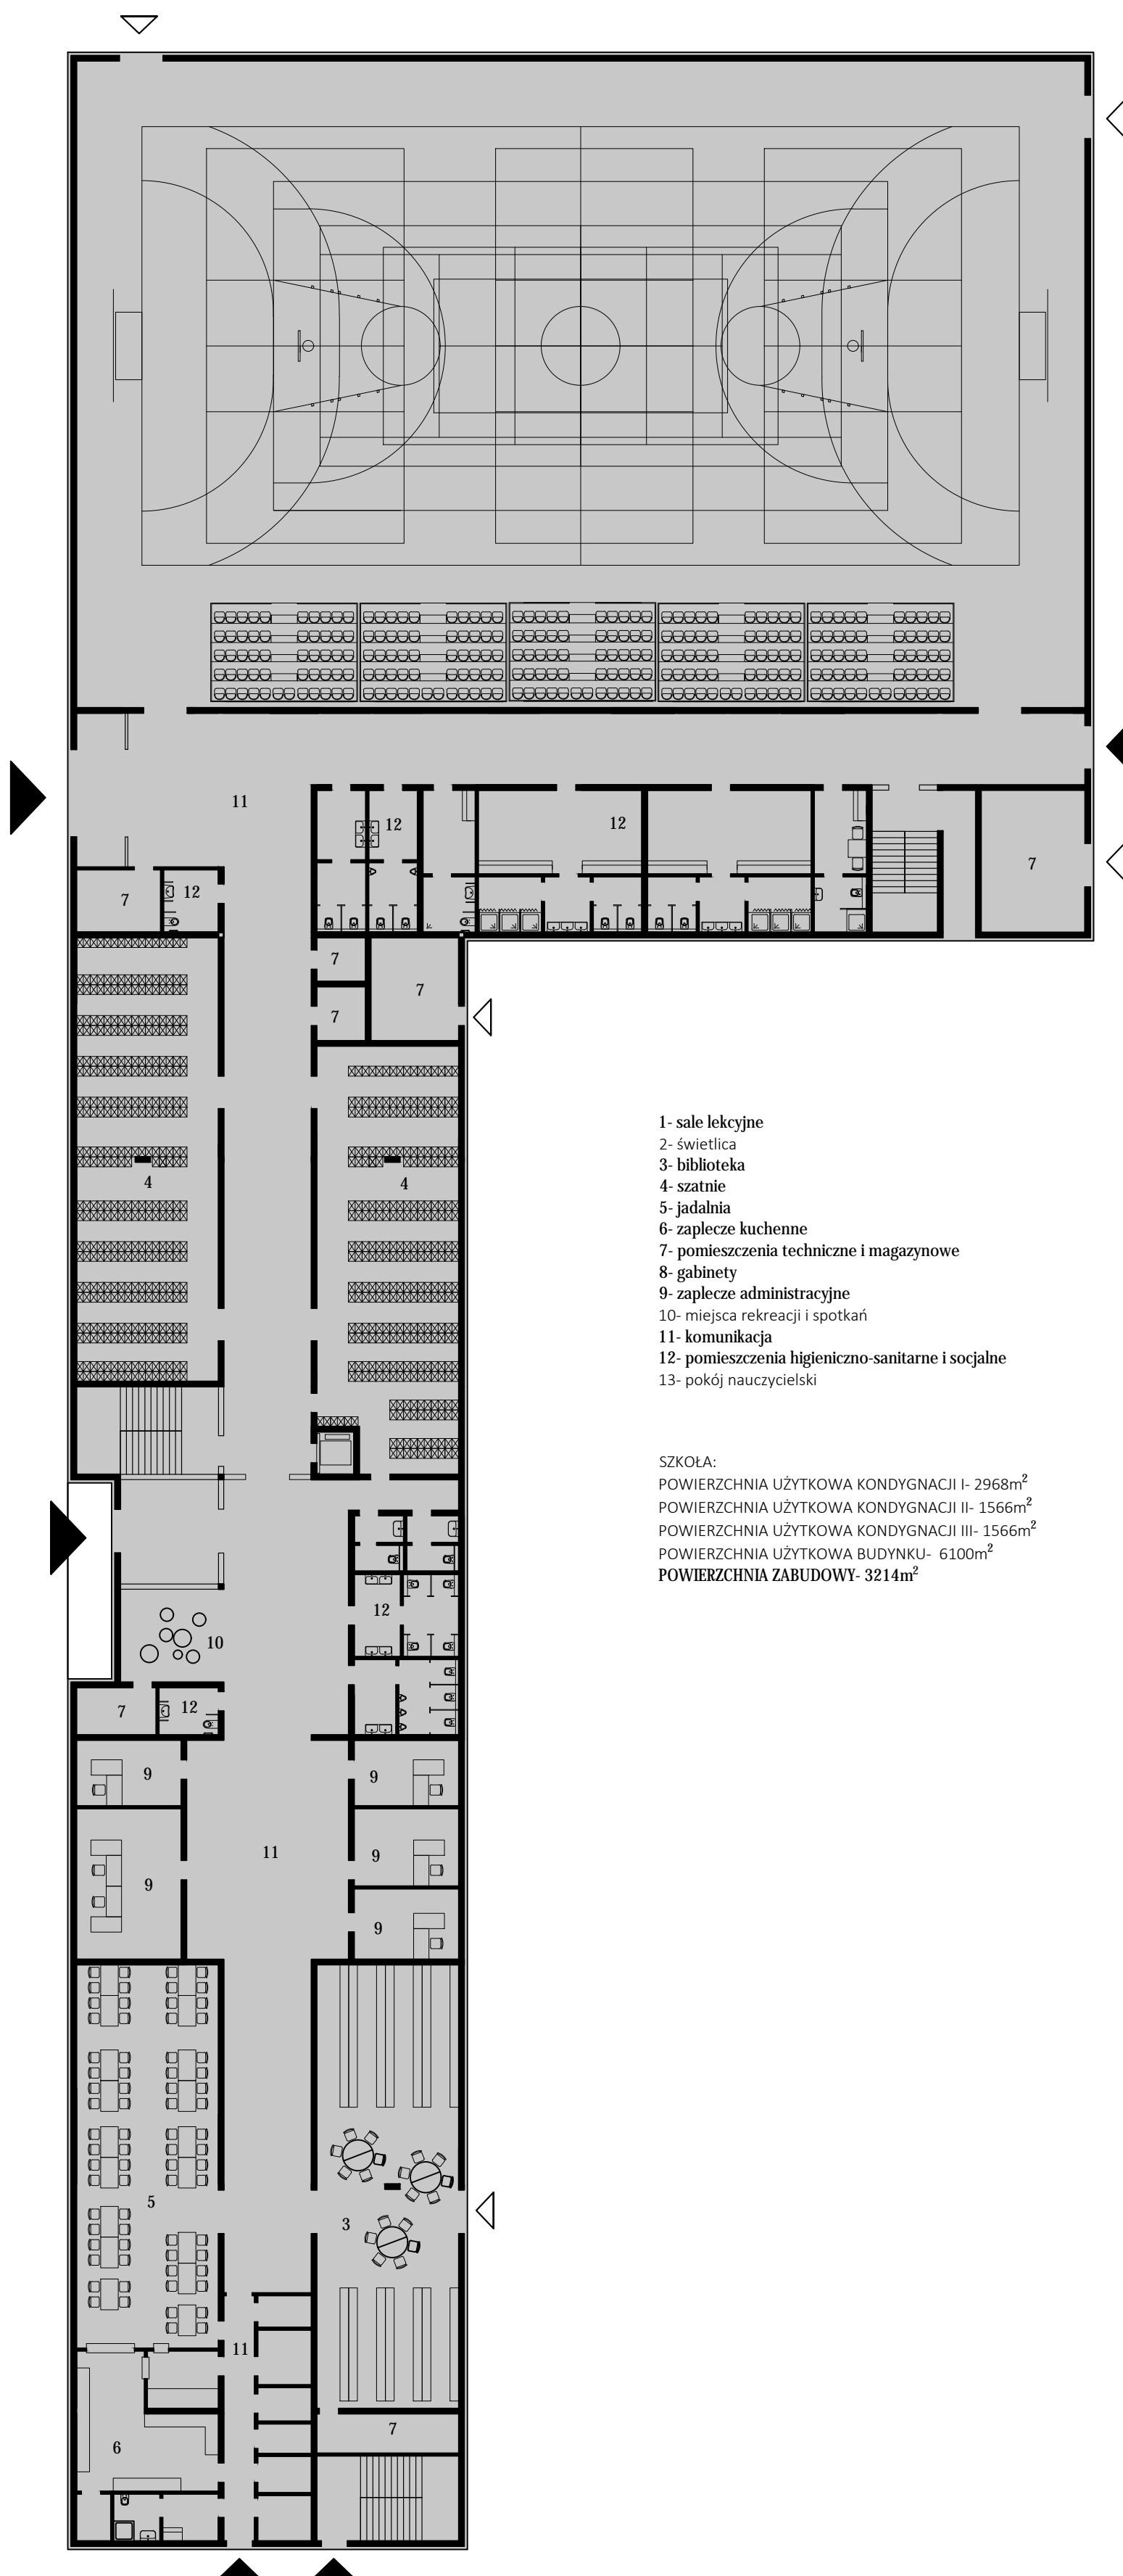 11
12
12
7
12
7
7
7
7
4
4
1- sale lekcyjne
2- świetlica
3- biblioteka
4- szatnie
5- jadalnia
6- zaplecze kuchenne
7- pomieszczenia techniczne i magazynowe
8- gabinety
9- zaplecze administracyjne
10- miejsca rekreacji i spotkań
11- komunikacja
12- pomieszczenia higieniczno-sanitarne i socjalne
13- pokój nauczycielski
SZKOŁA:
POWIERZCHNIA UŻYTKOWA KONDYGNACJI I- 2968m²
POWIERZCHNIA UŻYTKOWA KONDYGNACJI II- 1566m²
POWIERZCHNIA UŻYTKOWA KONDYGNACJI III- 1566m²
POWIERZCHNIA UŻYTKOWA BUDYNKU- 6100m²
POWIERZCHNIA ZABUDOWY- 3214m²
12
10
7
12
9
9
11
9
9
9
5
3
11
7
6